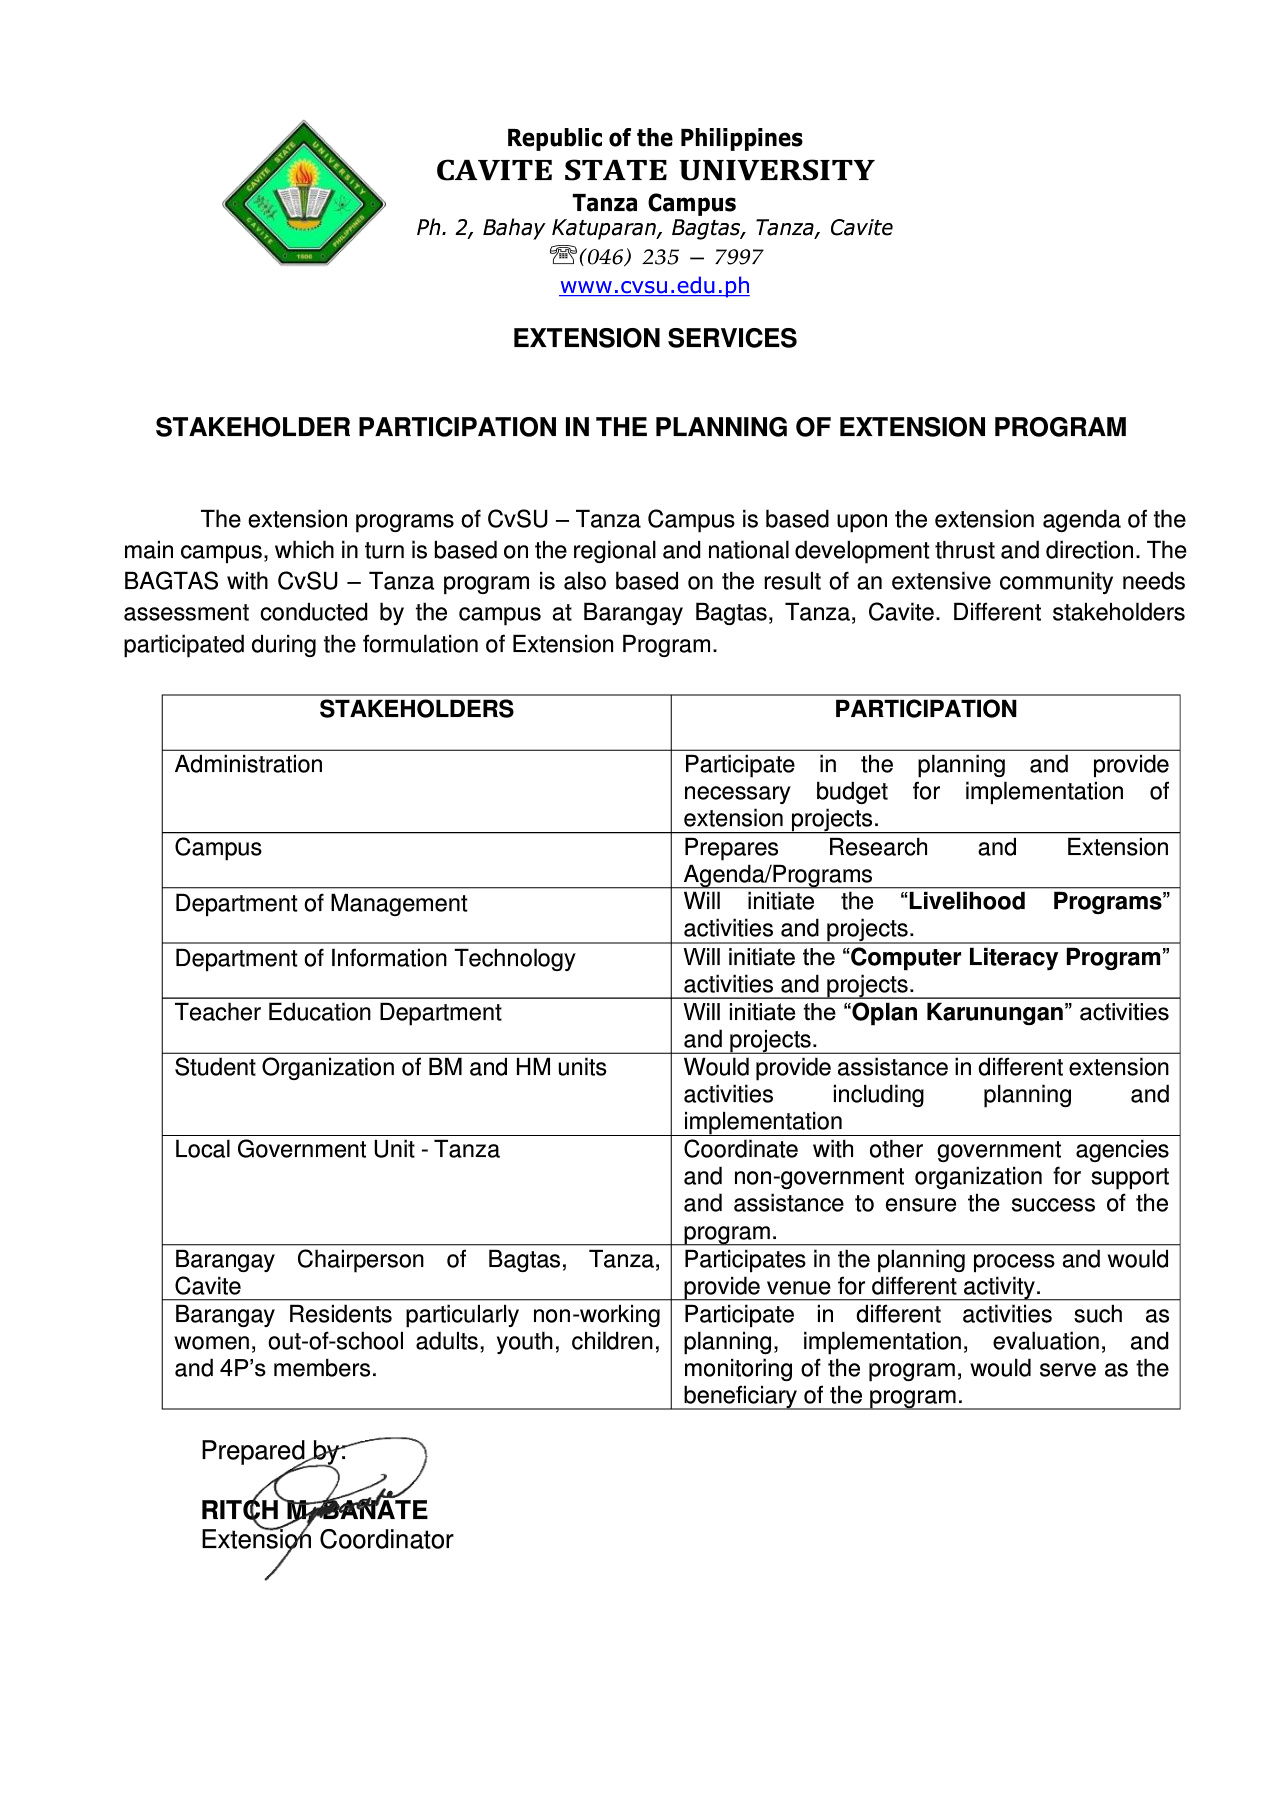 Republic of the Philippines
CAVITE STATE UNIVERSITY
Tanza Campus
Ph. 2, Bahay Katuparan, Bagtas, Tanza, Cavite
☏(046) 235 – 7997
www.cvsu.edu.ph
CAVITE STATE UNIVERSITY
CAVITE PHILIPPINES
1906
EXTENSION SERVICES
STAKEHOLDER PARTICIPATION IN THE PLANNING OF EXTENSION PROGRAM
The extension programs of CvSU – Tanza Campus is based upon the extension agenda of the
main campus, which in turn is based on the regional and national development thrust and direction. The
BAGTAS with CvSU – Tanza program is also based on the result of an extensive community needs
assessment conducted by the campus at Barangay Bagtas, Tanza, Cavite. Different stakeholders
participated during the formulation of Extension Program.
STAKEHOLDERS
PARTICIPATION
Administration
Participate in the planning and provide
necessary budget for implementation of
extension projects.
Campus
Prepares Research and Extension
Agenda/Programs
Department of Management
Will initiate the “Livelihood Programs”
activities and projects.
Department of Information Technology
Will initiate the “Computer Literacy Program”
activities and projects.
Teacher Education Department
Will initiate the “Oplan Karunungan” activities
and projects.
Student Organization of BM and HM units
Would provide assistance in different extension
activities including planning and
implementation
Local Government Unit - Tanza
Coordinate with other government agencies
and non-government organization for support
and assistance to ensure the success of the
program.
Barangay Chairperson of Bagtas, Tanza,
Cavite
Participates in the planning process and would
provide venue for different activity.
Barangay Residents particularly non-working
women, out-of-school adults, youth, children,
and 4P’s members.
Participate in different activities such as
planning, implementation, evaluation, and
monitoring of the program, would serve as the
beneficiary of the program.
Prepared by:
RITCH M. BANATE
Extension Coordinator